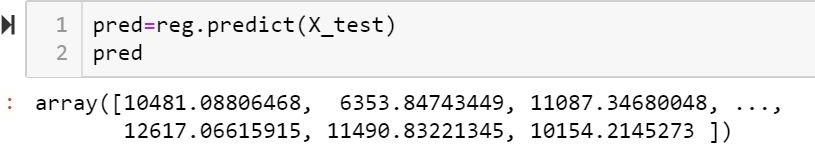 1 pred=reg.predict(X_test)
2 pred
: array([10481.08806468,  6353.84743449, 11087.34680048, ...,
       12617.06615915, 11490.83221345, 10154.2145273 ])